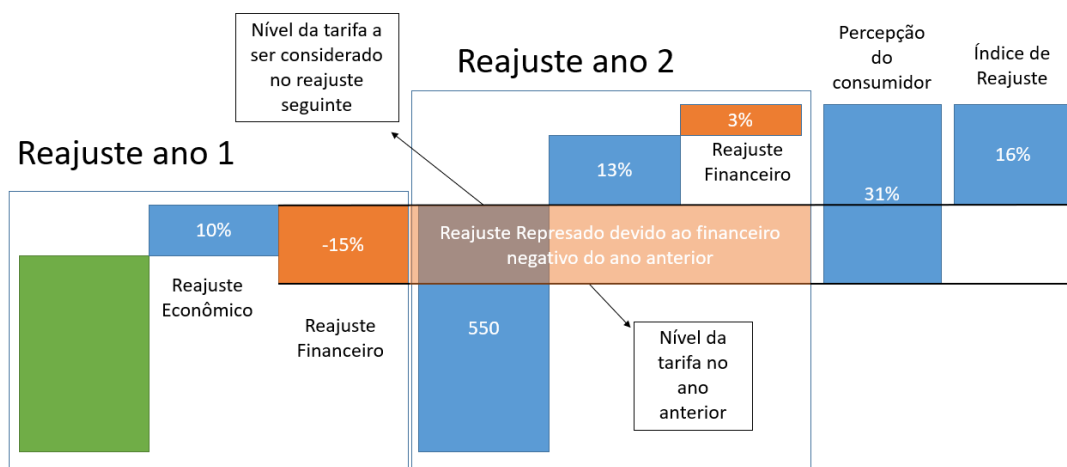 Nível da tarifa a
ser considerado
no reajuste
seguinte
Reajuste ano 1
10%
-15%
Reajuste
Econômico
Reajuste
Financeiro
Reajuste ano 2
3%
13%
Reajuste
Financeiro
Reajuste Represado devido ao financeiro
negativo do ano anterior
550
Nível da
tarifa no
ano
anterior
Percepção
do
consumidor
31%
Índice de
Reajuste
16%